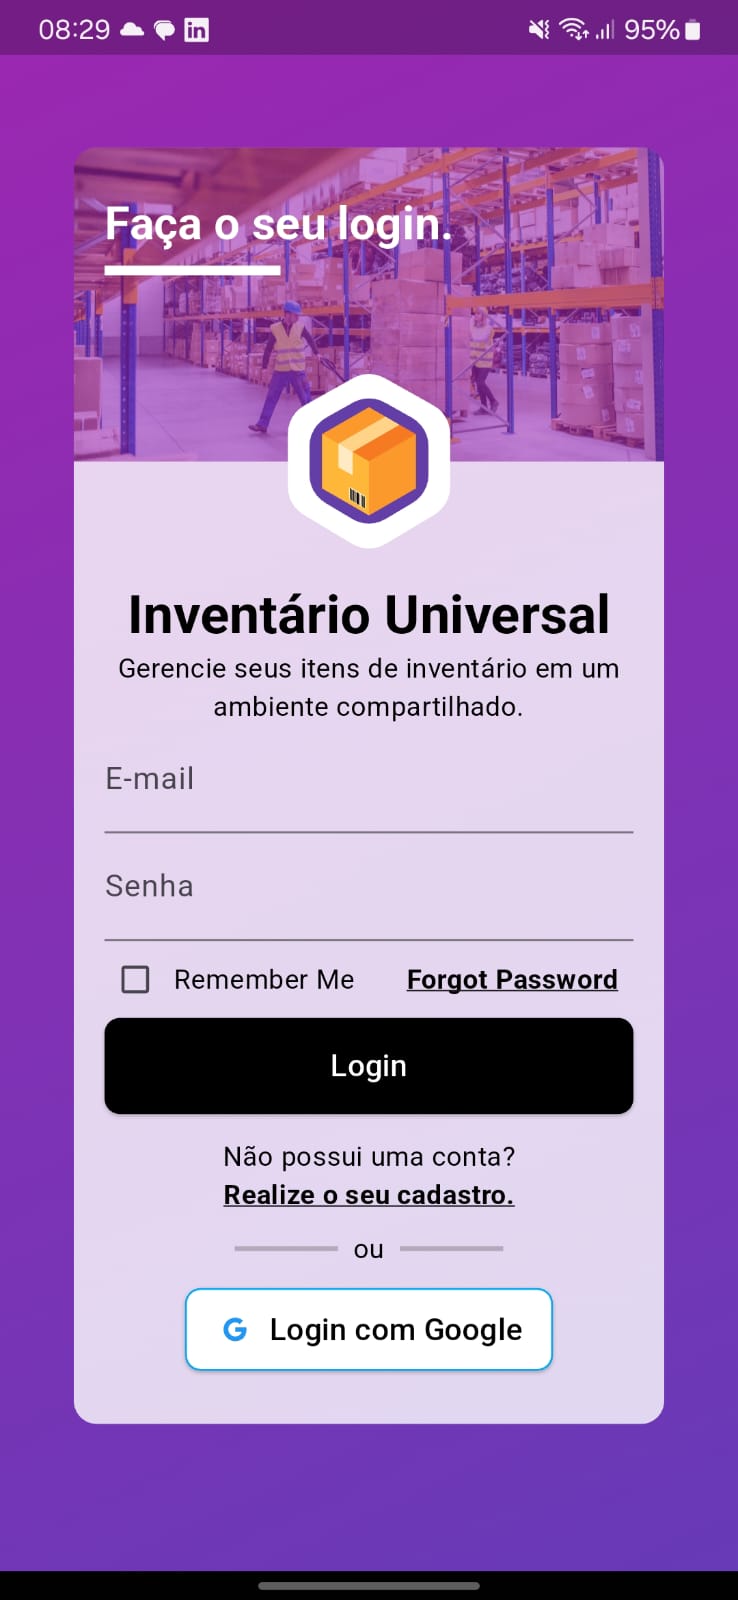 08:29
95%
Faça o seu login.
Inventário Universal
Gerencie seus itens de inventário em um
ambiente compartilhado.
E-mail
Senha
Remember Me Forgot Password
Login
Não possui uma conta?
Realize o seu cadastro.
ou
Login com Google